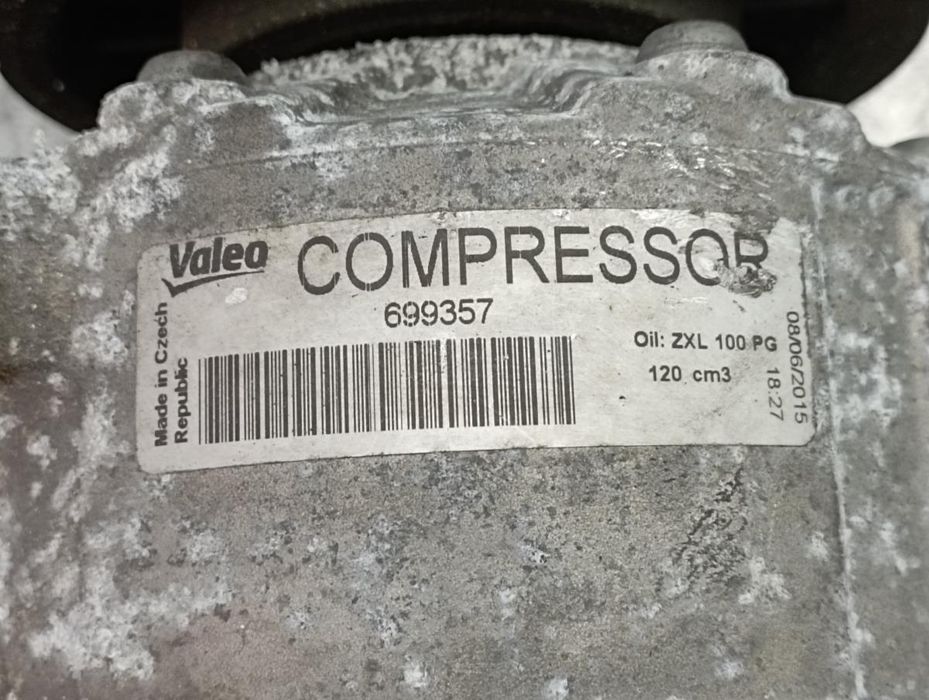 Valeo COMPRESSOR
699357
Made in Czech
Republic
Oil: ZXL 100 PG
120 cm3
08/06/2015
18:27